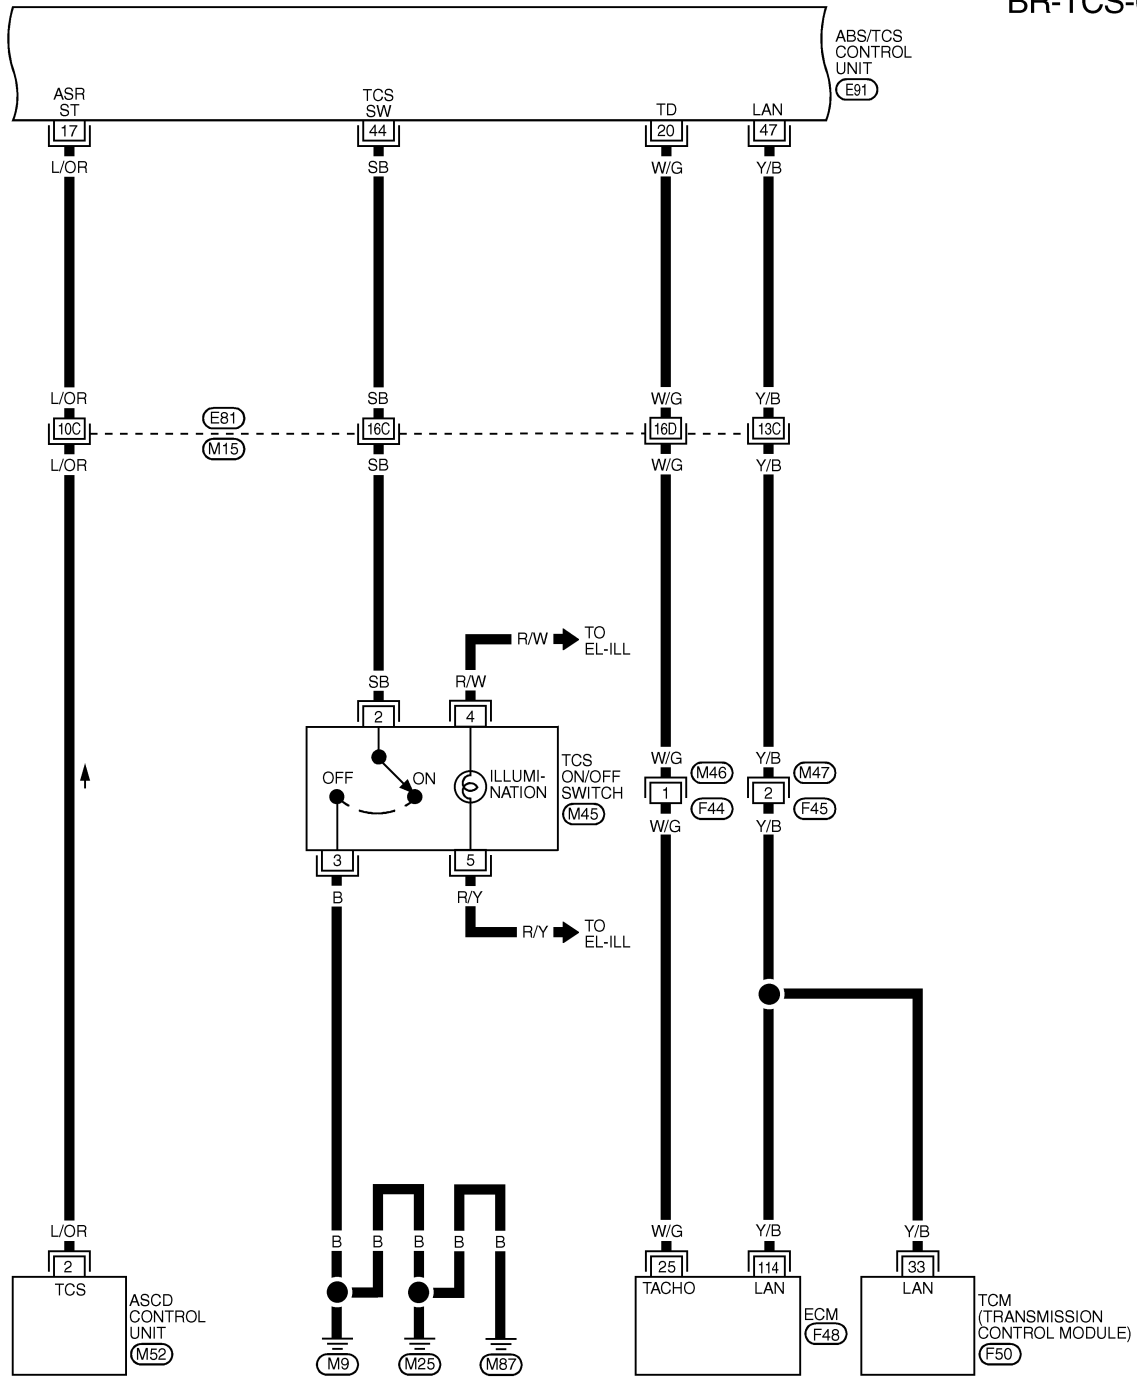 BR-TCS-
ABS/TCS
CONTROL
UNIT
E91
ASR
ST
TCS
SW
TD
LAN
17
44
20
47
L/OR
SB
W/G
Y/B
L/OR
SB
W/G
Y/B
E81
10C
16C
16D
13C
M15
L/OR
SB
W/G
Y/B
R/W
TO
EL-ILL
SB
R/W
2
4
OFF
ON
ILLUMI-
NATION
TCS
ON/OFF
SWITCH
M45
W/G
M46
Y/B
M47
1
F44
2
F45
W/G
Y/B
3
5
B
R/Y
R/Y
TO
EL-ILL
L/OR
B
B
B
B
B
W/G
Y/B
Y/B
2
25
114
33
TCS
TACHO
LAN
LAN
ASCD
CONTROL
UNIT
M52
M9
M25
M87
ECM
F48
TCM
(TRANSMISSION
CONTROL MODULE)
F50